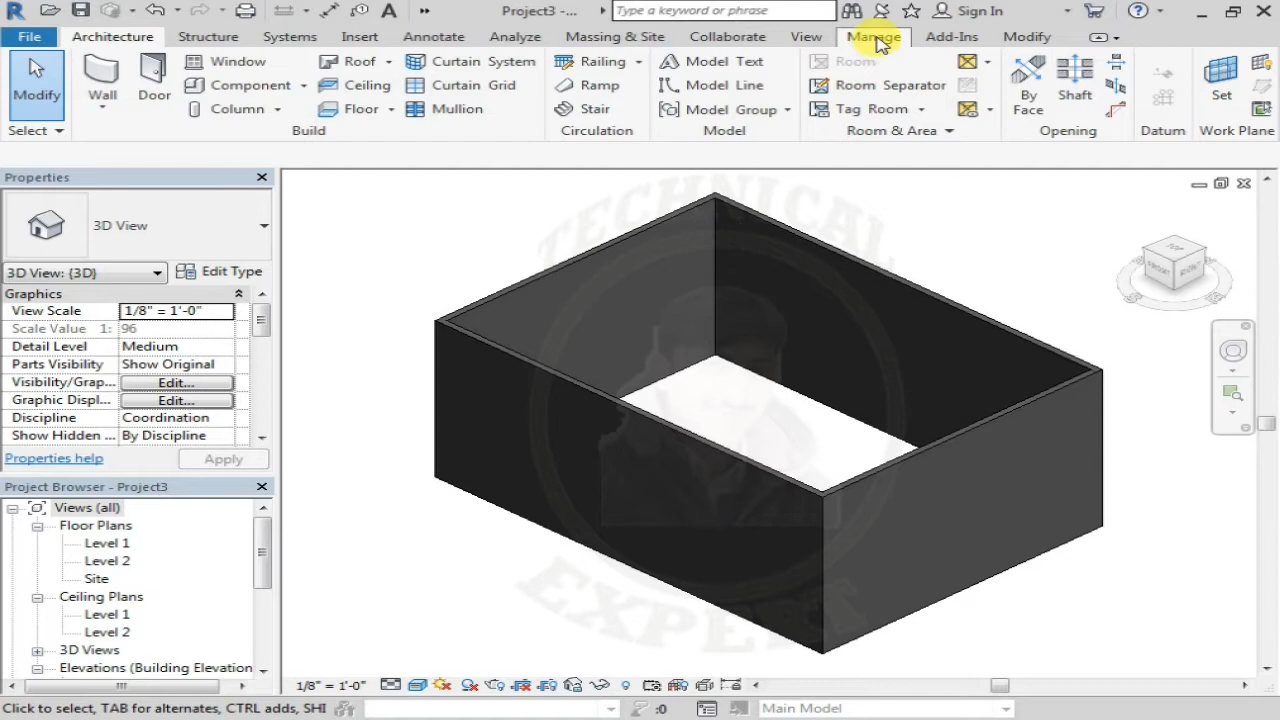 Project3 -...
Type a keyword or phrase
Sign In
File
Architecture
Structure
Systems
Insert
Annotate
Analyze
Massing & Site
Collaborate
View
Manage
Add-Ins
Modify
Modify
Select
Wall
Door
Window
Component
Column
Roof
Ceiling
Floor
Curtain System
Curtain Grid
Mullion
Build
Railing
Ramp
Stair
Circulation
Model Text
Model Line
Model Group
Model
Room
Room Separator
Tag Room
Room & Area
By Face
Shaft
Opening
Datum
Set
Work Plane
Properties
3D View
3D View: {3D}
Edit Type
Graphics
View Scale 1/8" = 1'-0"
Scale Value 1: 96
Detail Level Medium
Parts Visibility Show Original
Visibility/Grap... Edit...
Graphic Displ... Edit...
Discipline Coordination
Show Hidden ... By Discipline
Properties help
Apply
Project Browser - Project3
Views (all)
Floor Plans
Level 1
Level 2
Site
Ceiling Plans
Level 1
Level 2
3D Views
Elevations (Building Elevation
TECHNICAL
EXPERT
TOP
1/8" = 1'-0"
Click to select, TAB for alternates, CTRL adds, SHI
:0
Main Model